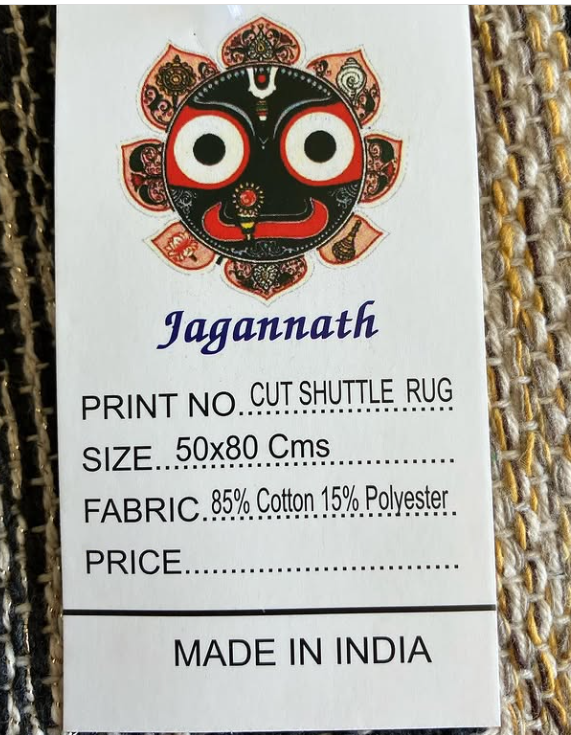 Jagannath
PRINT NO..CUT SHUTTLE RUG
SIZE...50x80 Cms
FABRIC.85% Cotton 15% Polyester
PRICE................................
MADE IN INDIA